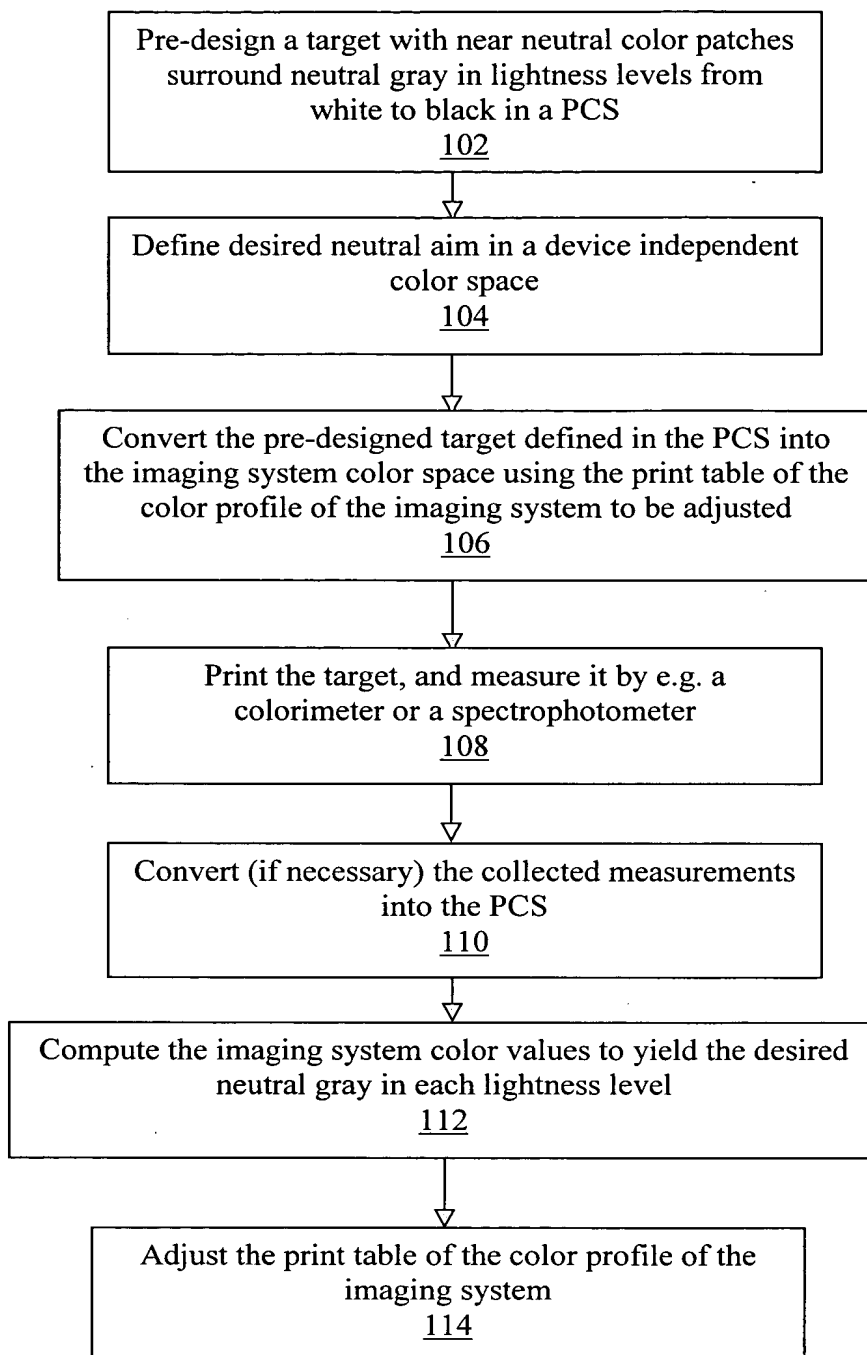 Pre-design a target with near neutral color patches
surround neutral gray in lightness levels from
white to black in a PCS
102
Define desired neutral aim in a device independent
color space
104
Convert the pre-designed target defined in the PCS into
the imaging system color space using the print table of the
color profile of the imaging system to be adjusted
106
Print the target, and measure it by e.g. a
colorimeter or a spectrophotometer
108
Convert (if necessary) the collected measurements
into the PCS
110
Compute the imaging system color values to yield the desired
neutral gray in each lightness level
112
Adjust the print table of the color profile of the
imaging system
114